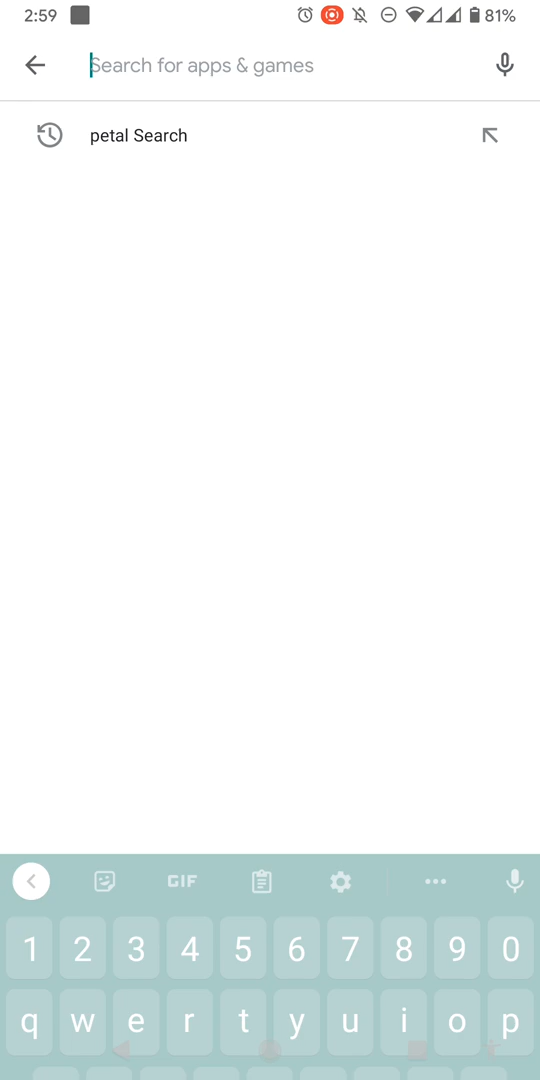 2:59 81%
Search for apps & games
petal Search
GIF
1 2 3 4 5 6 7 8 9 0
q w e r t y u i o p